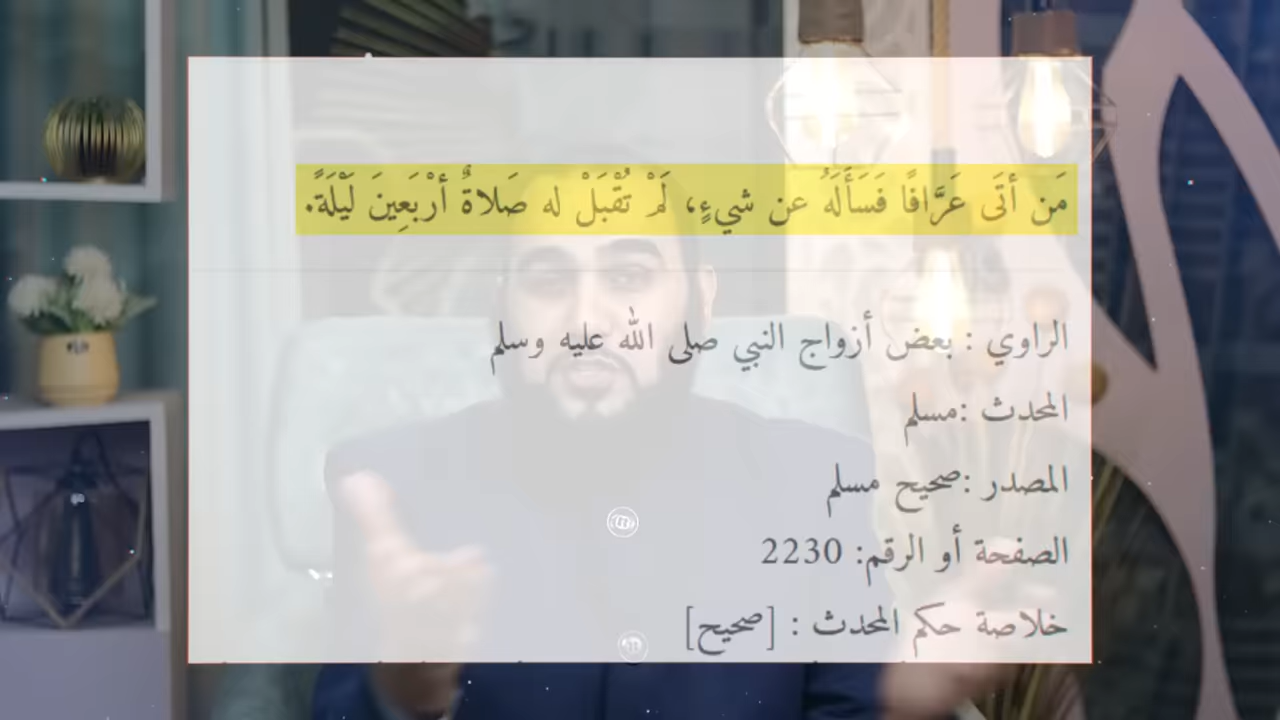 مَن أتَى عَرَّافًا فَسَأَلَهُ عن شيءٍ، لَمْ تُقْبَلْ له صَلاةٌ أرْبَعِينَ لَيْلَةً.
الراوي : بعض أزواج النبي صلى الله عليه وسلم
المحدث :مسلم
المصدر :صحيح مسلم
الصفحة أو الرقم: 2230
خلاصة حكم المحدث : [صحيح]